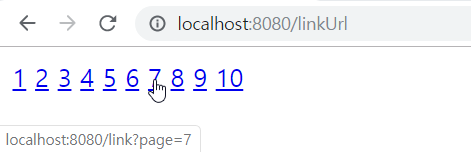 localhost:8080/linkUrl
1 2 3 4 5 6 7 8 9 10
localhost:8080/link?page=7